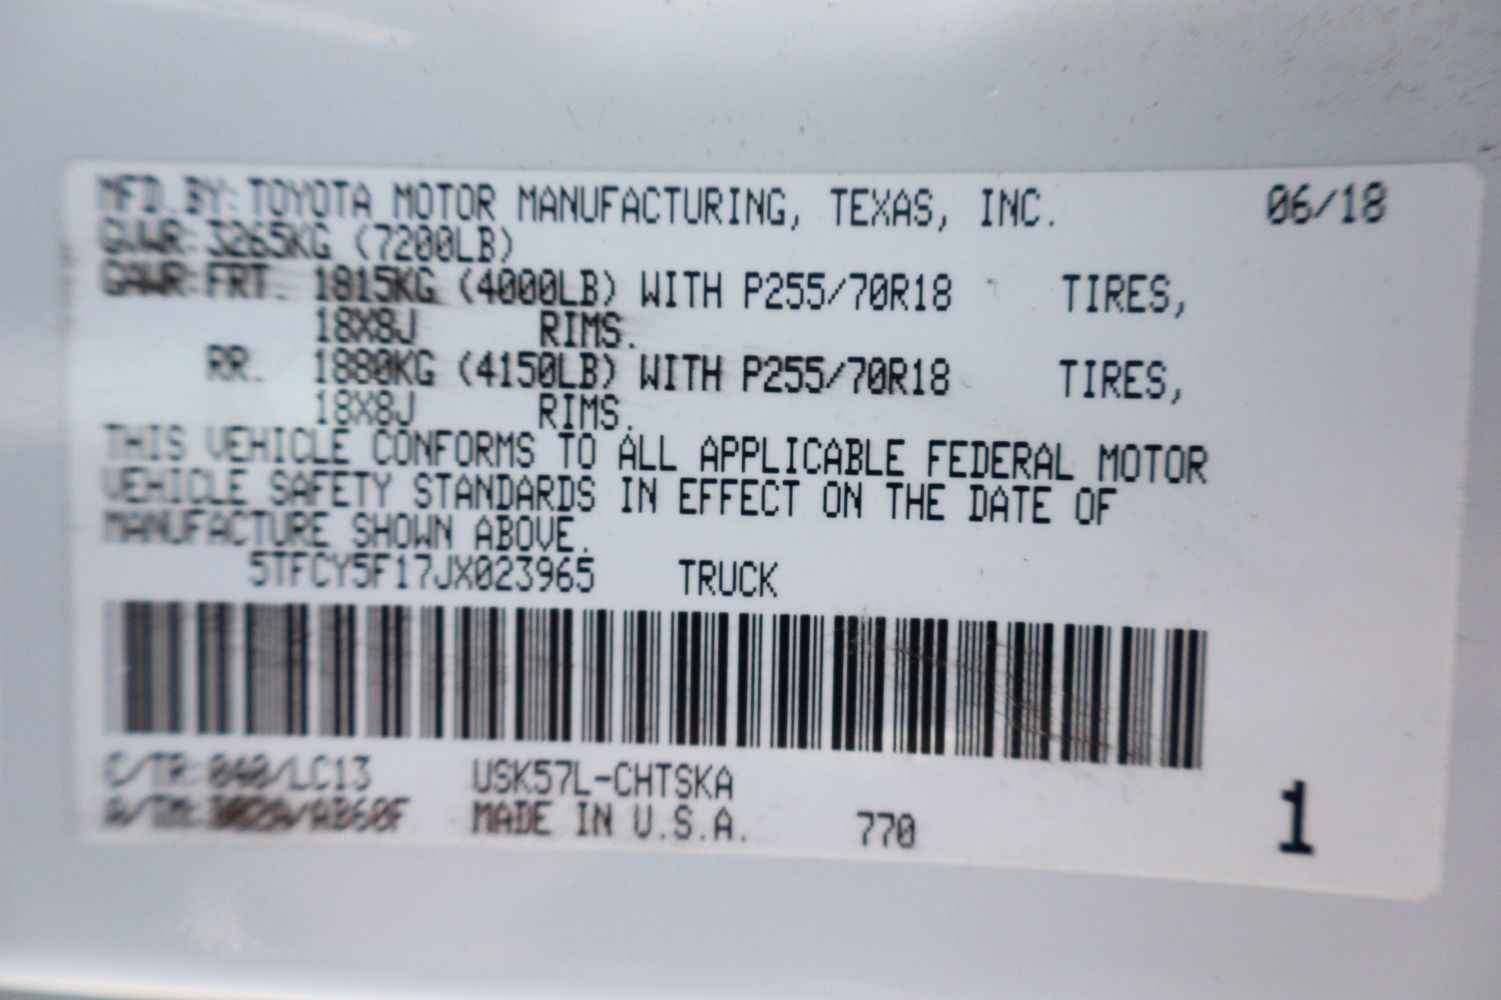 MFD. BY: TOYOTA MOTOR MANUFACTURING, TEXAS, INC. 06/18
GVWR: 3265KG (7200LB)
GAWR: FRT. 1815KG (4000LB) WITH P255/70R18 TIRES,
18X8J RIMS.
RR. 1880KG (4150LB) WITH P255/70R18 TIRES,
18X8J RIMS.
THIS VEHICLE CONFORMS TO ALL APPLICABLE FEDERAL MOTOR
VEHICLE SAFETY STANDARDS IN EFFECT ON THE DATE OF
MANUFACTURE SHOWN ABOVE.
5TFCY5F17JX023965 TRUCK
C/TR: 040/LC13 USK57L-CHTSKA
A/TM: /AB60F MADE IN U.S.A. 770
1